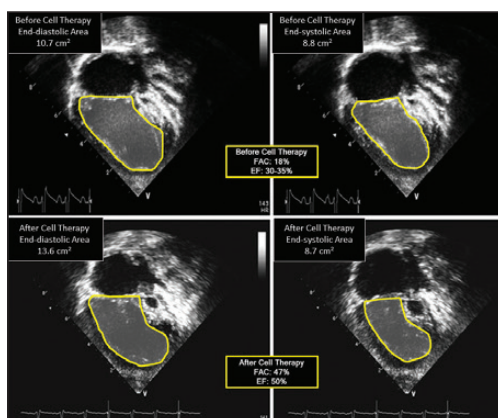 Before Cell Therapy
End-diastolic Area
10.7 cm²
Before Cell Therapy
End-systolic Area
8.8 cm²
Before Cell Therapy
FAC: 18%
EF: 30-35%
V
V
After Cell Therapy
End-diastolic Area
13.6 cm²
After Cell Therapy
End-systolic Area
8.7 cm²
After Cell Therapy
FAC: 47%
EF: 50%